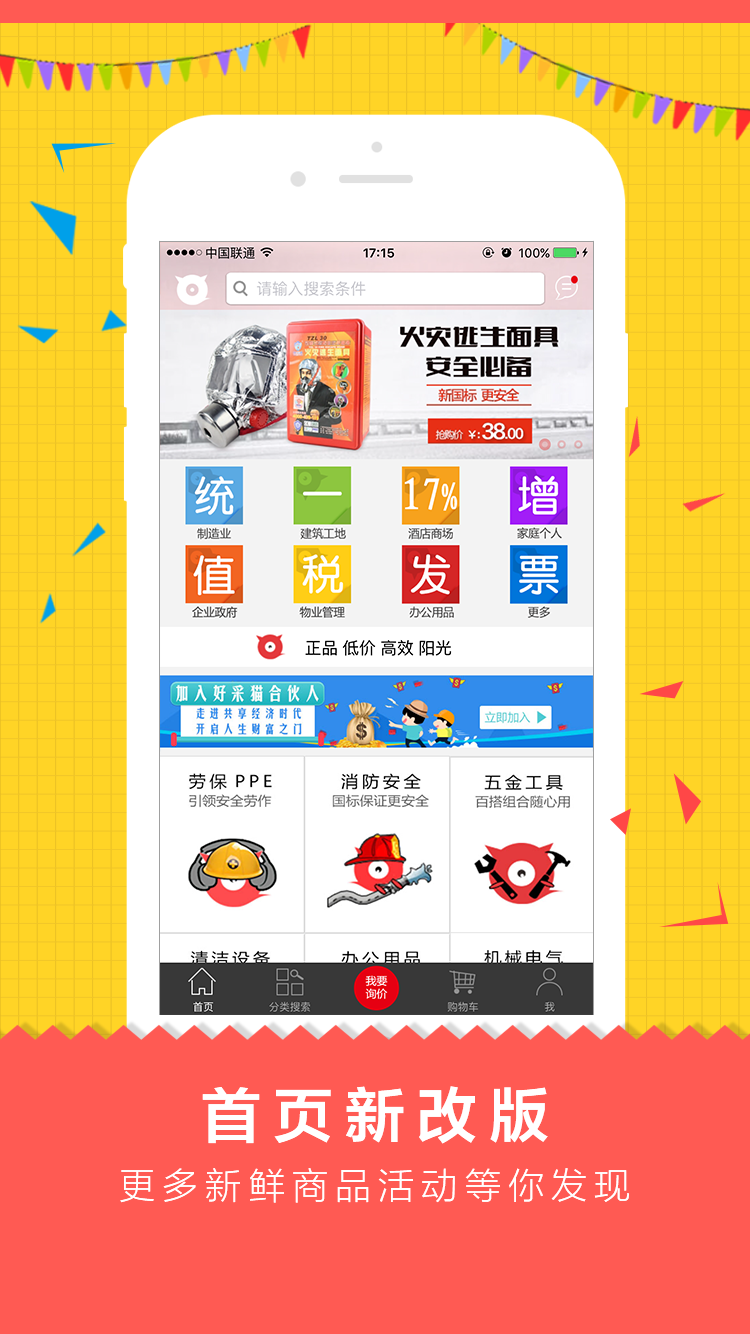 中国联通
17:15
100%
请输入搜索条件
TZL 30
火灾逃生面具
火灾逃生面具
安全必备
新国标 更安全
抢购价 ¥:38.00
统 一 17% 增
制造业 建筑工地 酒店商场 家庭个人
值 税 发 票
企业政府 物业管理 办公用品 更多
正品 低价 高效 阳光
加入好采猫合伙人
走进共享经济时代
开启人生财富之门
立即加入
劳保 PPE 消防安全 五金工具
引领安全劳作 国标保证更安全 百搭组合随心用
清洁设备 办公用品 机械电气
我要
询价
首页 分类搜索 购物车 我
首页新改版
更多新鲜商品活动等你发现